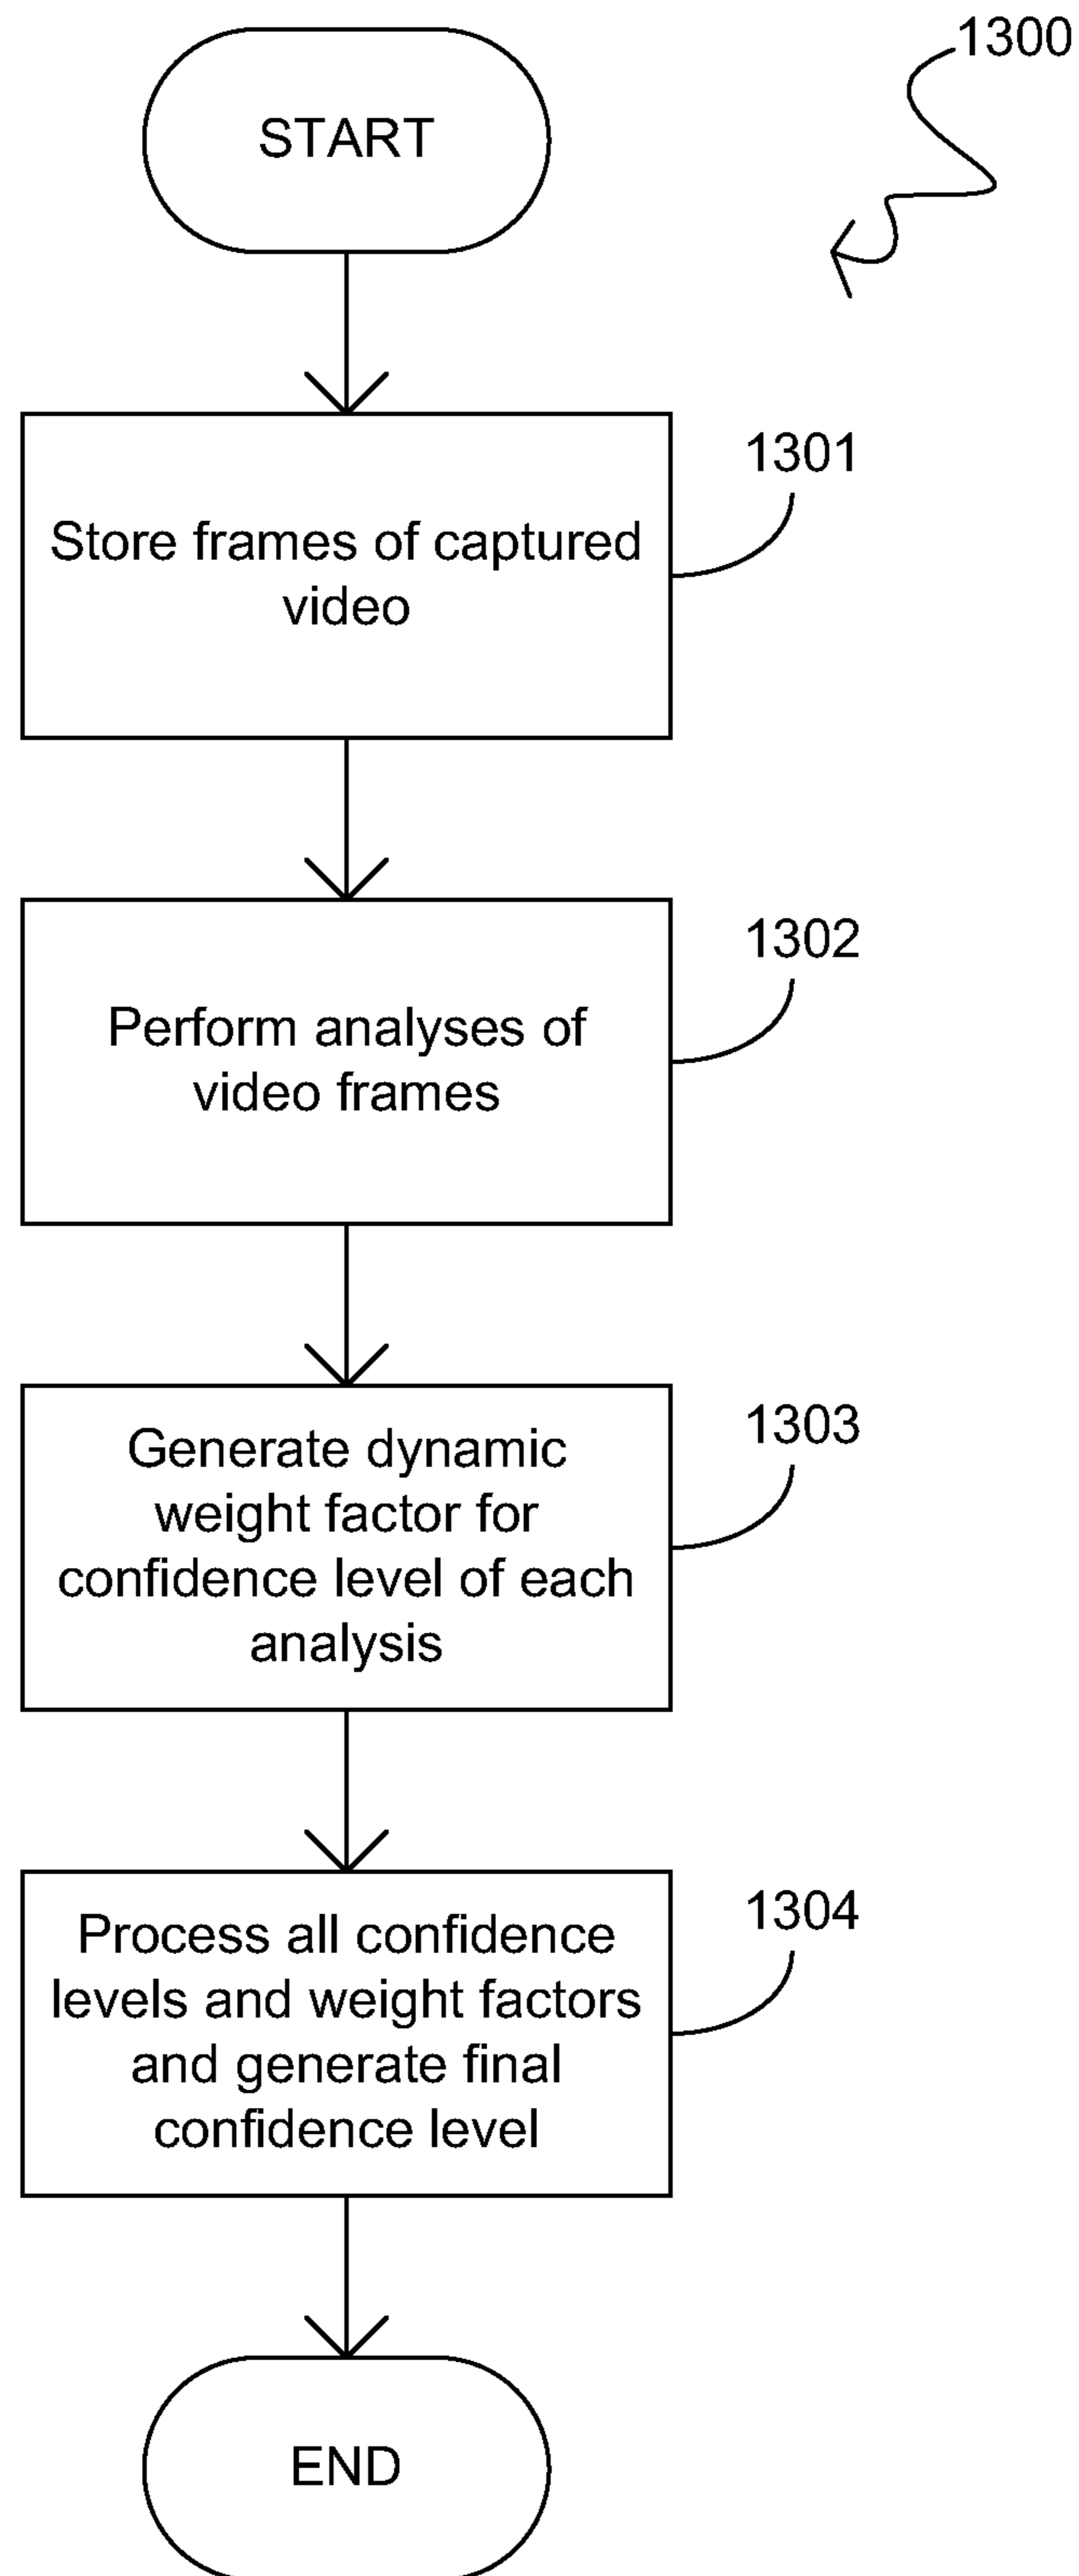 1300
START
1301
Store frames of captured
video
1302
Perform analyses of
video frames
1303
Generate dynamic
weight factor for
confidence level of each
analysis
1304
Process all confidence
levels and weight factors
and generate final
confidence level
END